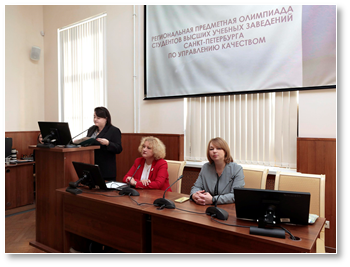 РЕГИОНАЛЬНАЯ ПРЕДМЕТНАЯ ОЛИМПИАДА
СТУДЕНТОВ ВЫСШИХ УЧЕБНЫХ ЗАВЕДЕНИЙ
САНКТ-ПЕТЕРБУРГА
ПО УПРАВЛЕНИЮ КАЧЕСТВОМ